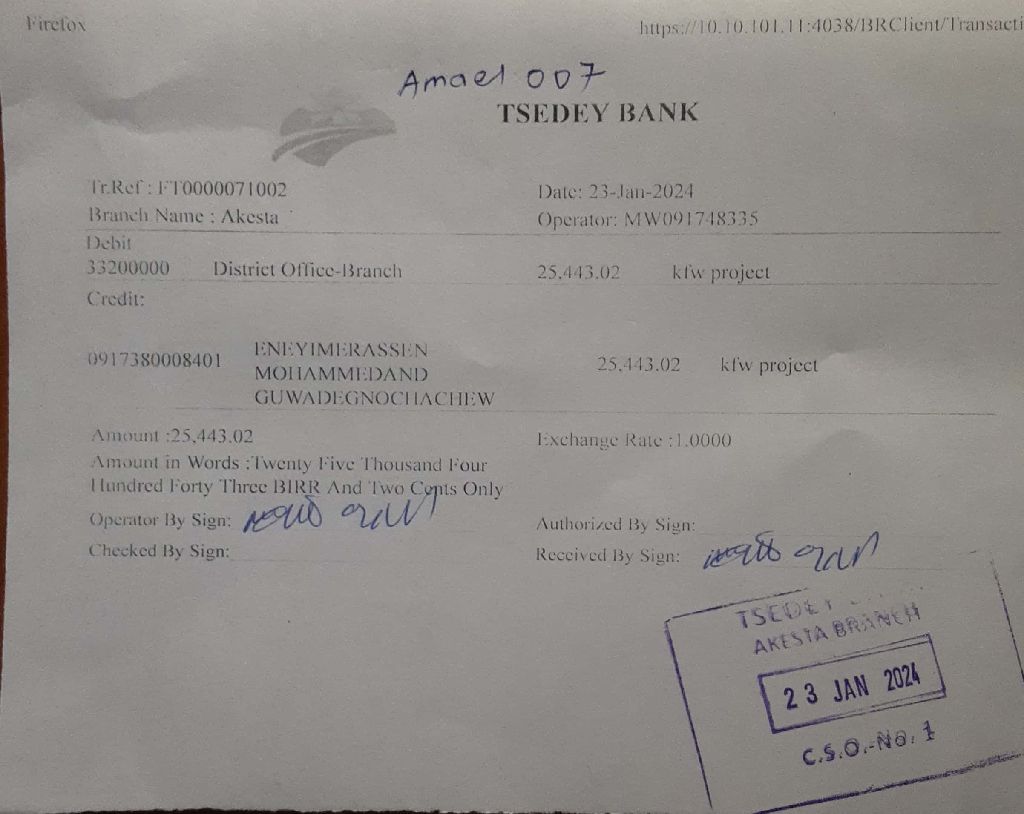 Firefox https://10.10.101.11:4038/BRClient/Transacti
Amael 007
TSEDEY BANK
Tr.Ref : FT0000071002 Date: 23-Jan-2024
Branch Name : Akesta Operator: MW091748335
Debit
33200000 District Office-Branch 25,443.02 kfw project
Credit:
0917380008401 ENEYIMERASSEN 25,443.02 kfw project
MOHAMMEDAND
GUWADEGNOCHACHEW
Amount :25,443.02 Exchange Rate :1.0000
Amount in Words :Twenty Five Thousand Four
Hundred Forty Three BIRR And Two Cents Only
Operator By Sign: Authorized By Sign:
Checked By Sign: Received By Sign:
TSEDEY
AKESTA BRANCH
23 JAN 2024
C.S.O.-No. 1